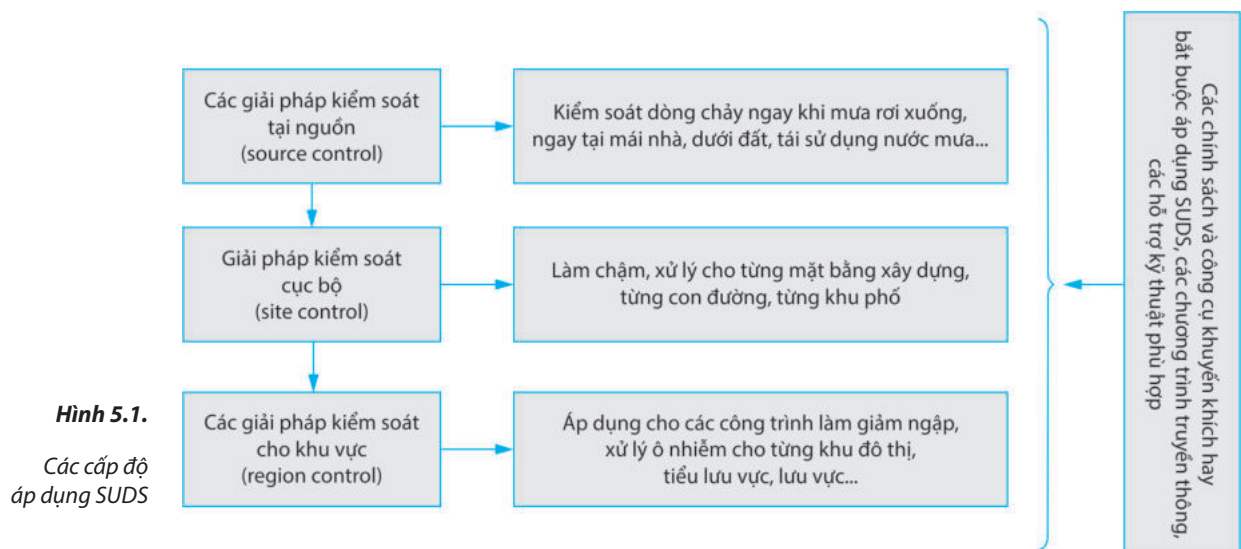 Các giải pháp kiểm soát
tại nguồn
(source control)
Kiểm soát dòng chảy ngay khi mưa rơi xuống,
ngay tại mái nhà, dưới đất, tái sử dụng nước mưa...
Giải pháp kiểm soát
cục bộ
(site control)
Làm chậm, xử lý cho từng mặt bằng xây dựng,
từng con đường, từng khu phố
Các giải pháp kiểm soát
cho khu vực
(region control)
Áp dụng cho các công trình làm giảm ngập,
xử lý ô nhiễm cho từng khu đô thị,
tiểu lưu vực, lưu vực...
Các chính sách và công cụ khuyến khích hay
bắt buộc áp dụng SUDS, các chương trình truyền thông,
các hỗ trợ kỹ thuật phù hợp
Hình 5.1.
Các cấp độ
áp dụng SUDS